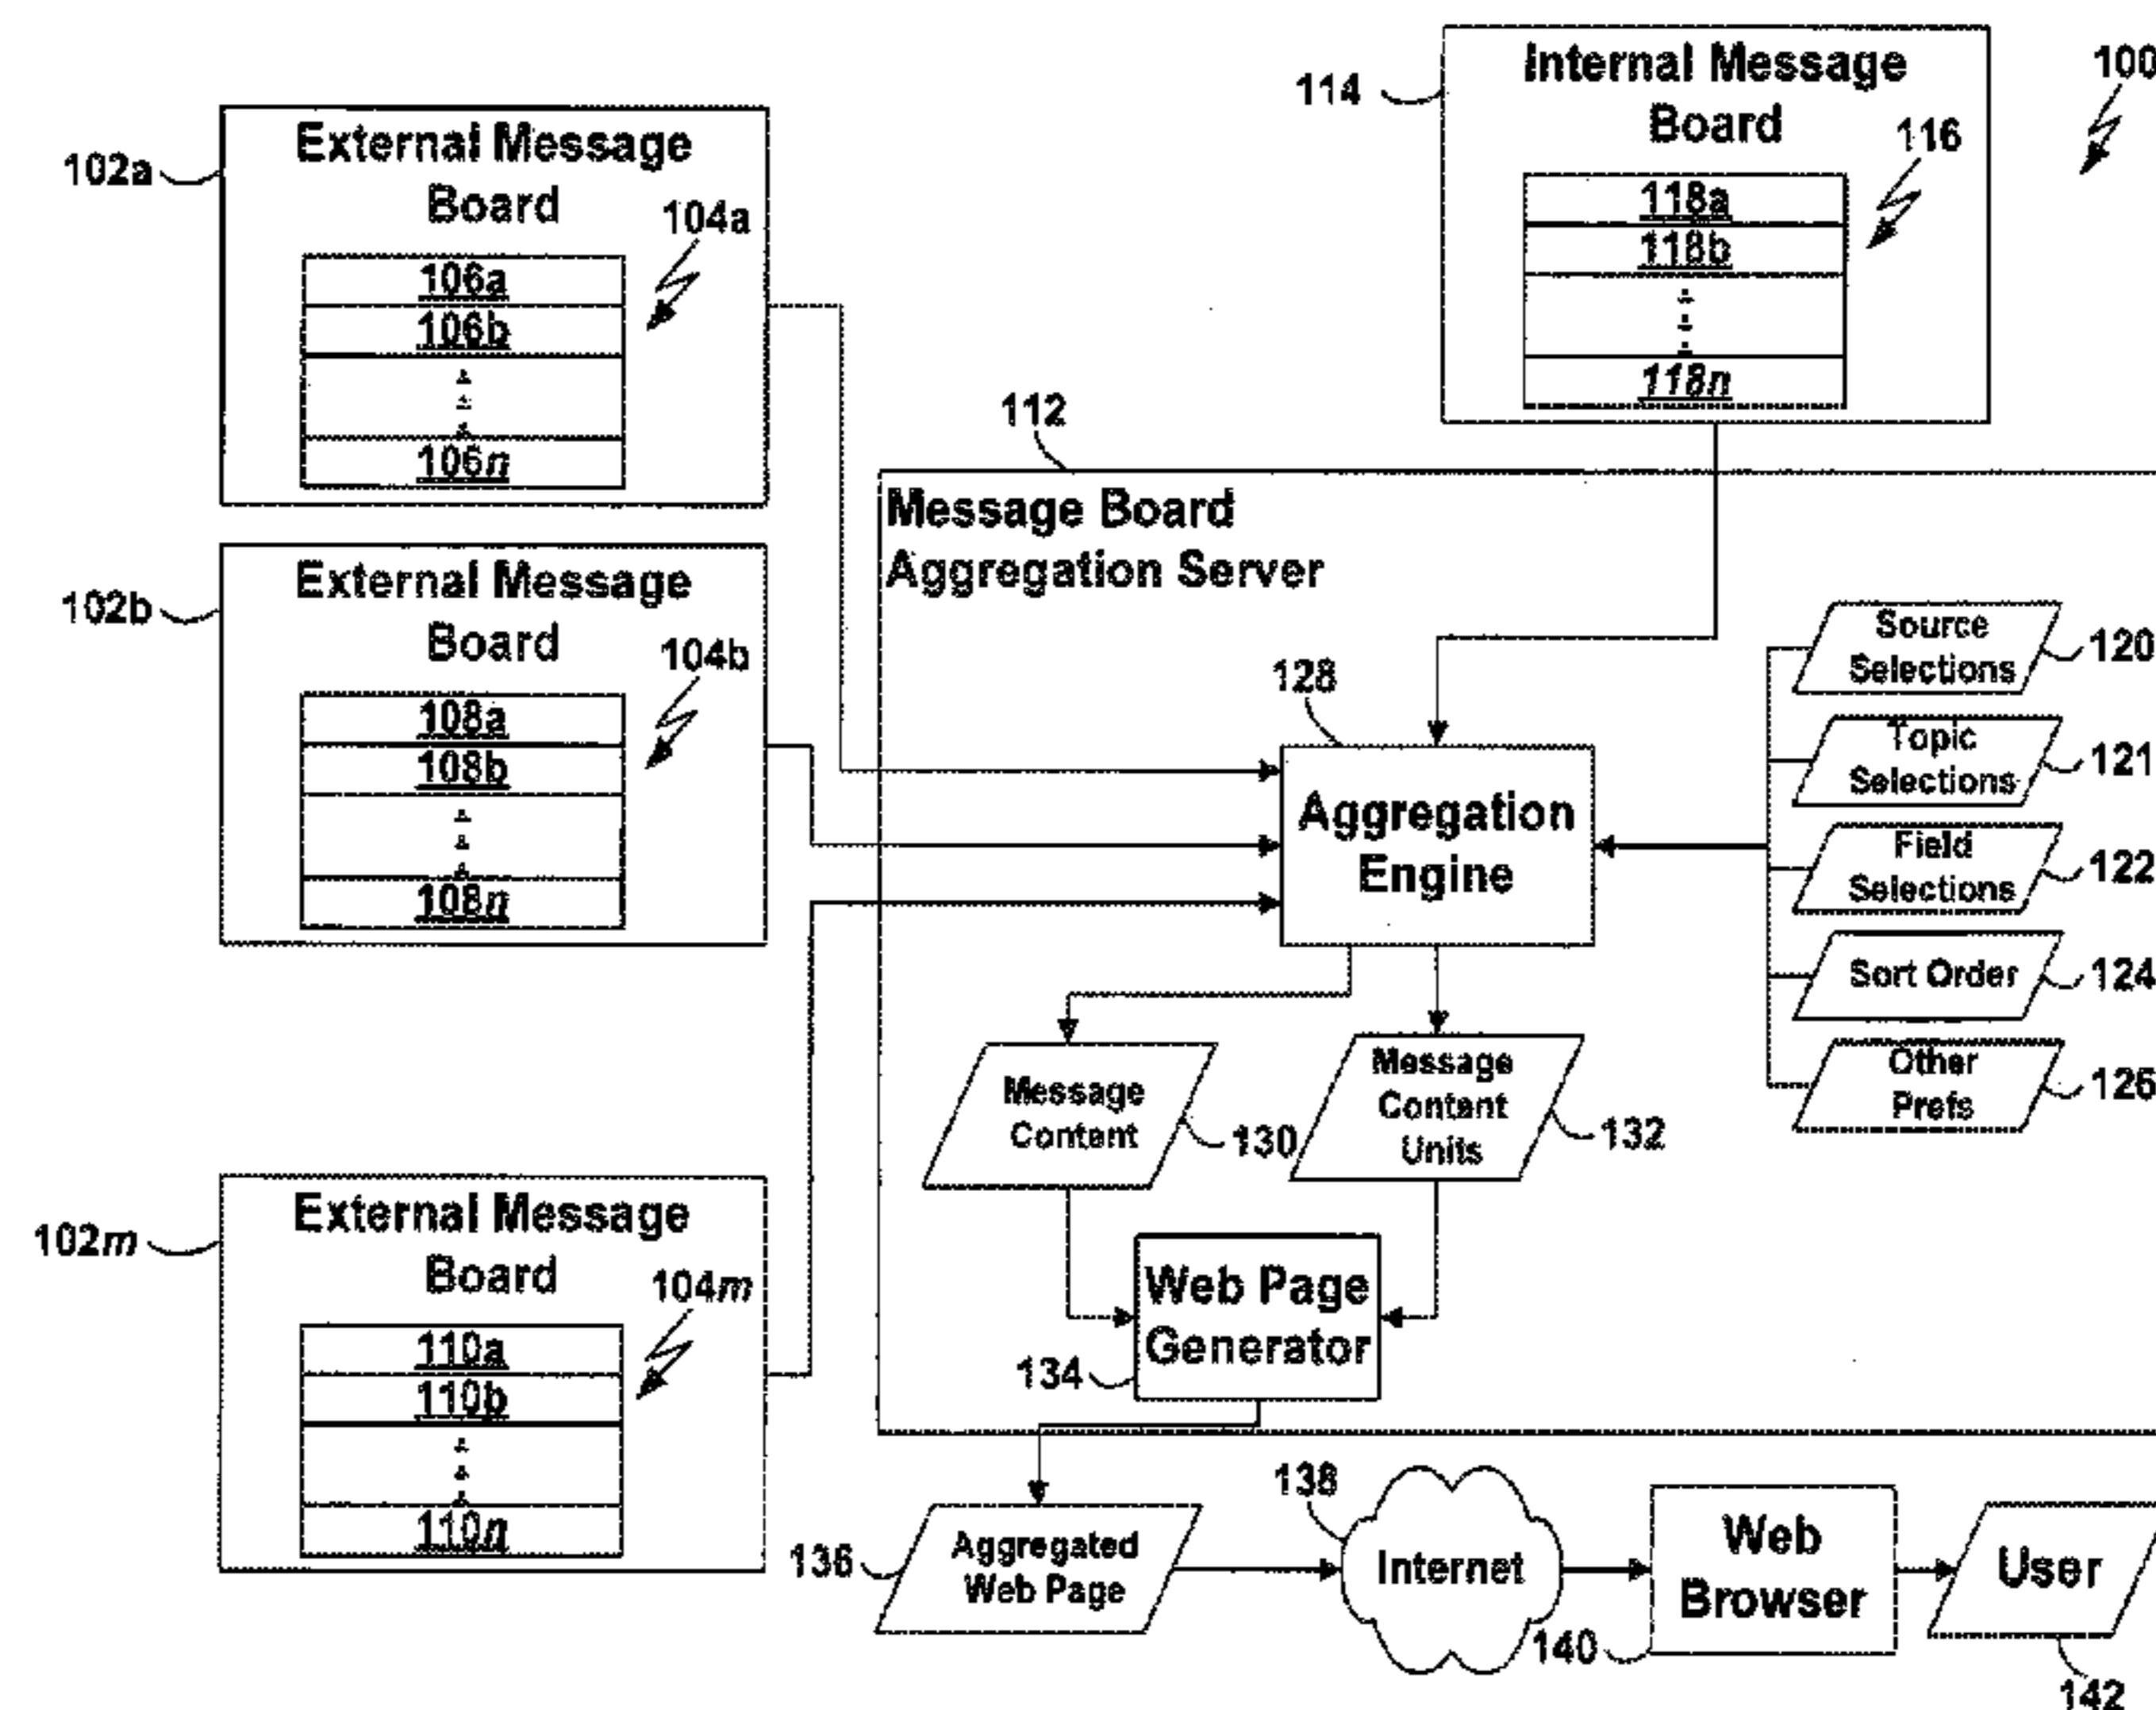 100
114
Internal Message
Board
116
118a
118b
118n
102a
External Message
Board
104a
106a
106b
106n
102b
External Message
Board
104b
108a
108b
108n
102m
External Message
Board
104m
110a
110b
110n
112
Message Board
Aggregation Server
128
Aggregation
Engine
Source
Selections
120
Topic
Selections
121
Field
Selections
122
Sort Order
124
Other
Prefs
126
Message
Content
130
Message
Content
Units
132
Web Page
Generator
134
136
Aggregated
Web Page
138
Internet
140
Web
Browser
User
142